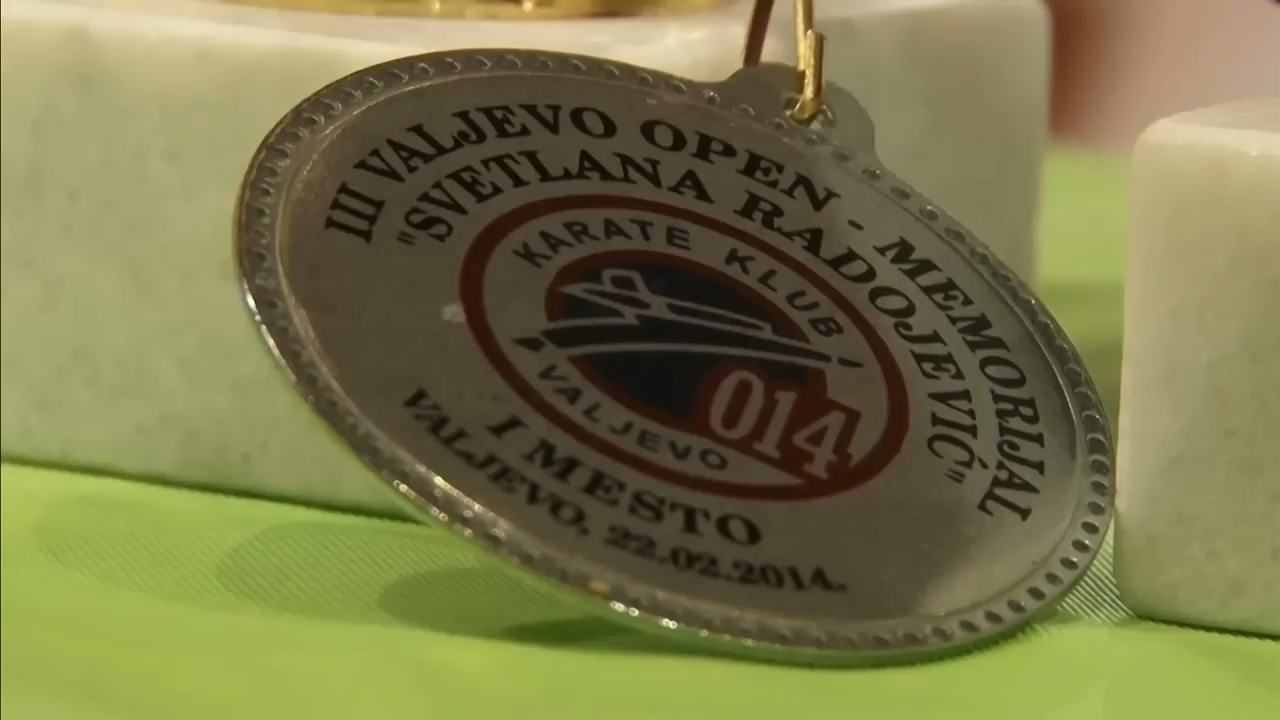 III VALJEVO OPEN - MEMORIJAL
"SVETLANA RADOJEVIĆ"
KARATE KLUB
014
VALJEVO
I MESTO
VALJEVO, 22.02.2014.